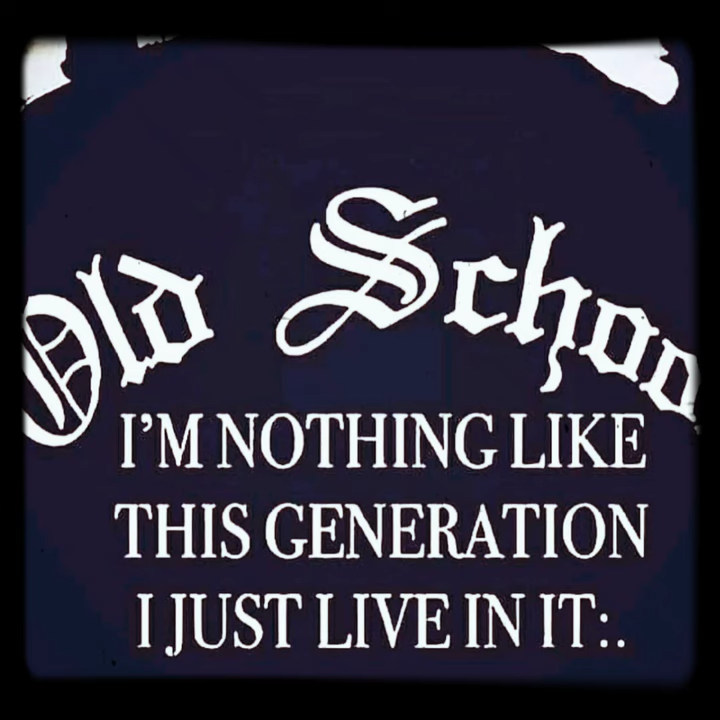 Old Schoo
I'M NOTHING LIKE
THIS GENERATION
I JUST LIVE IN IT:.